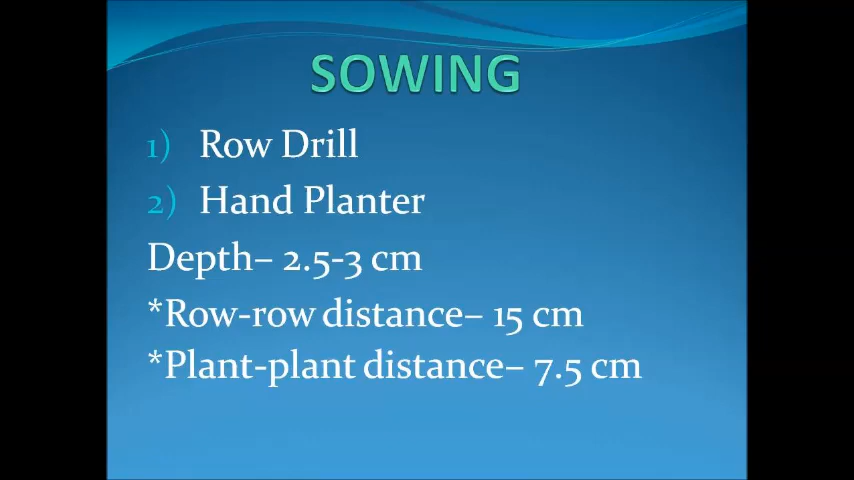 SOWING
1) Row Drill
2) Hand Planter
Depth– 2.5-3 cm
*Row-row distance– 15 cm
*Plant-plant distance– 7.5 cm